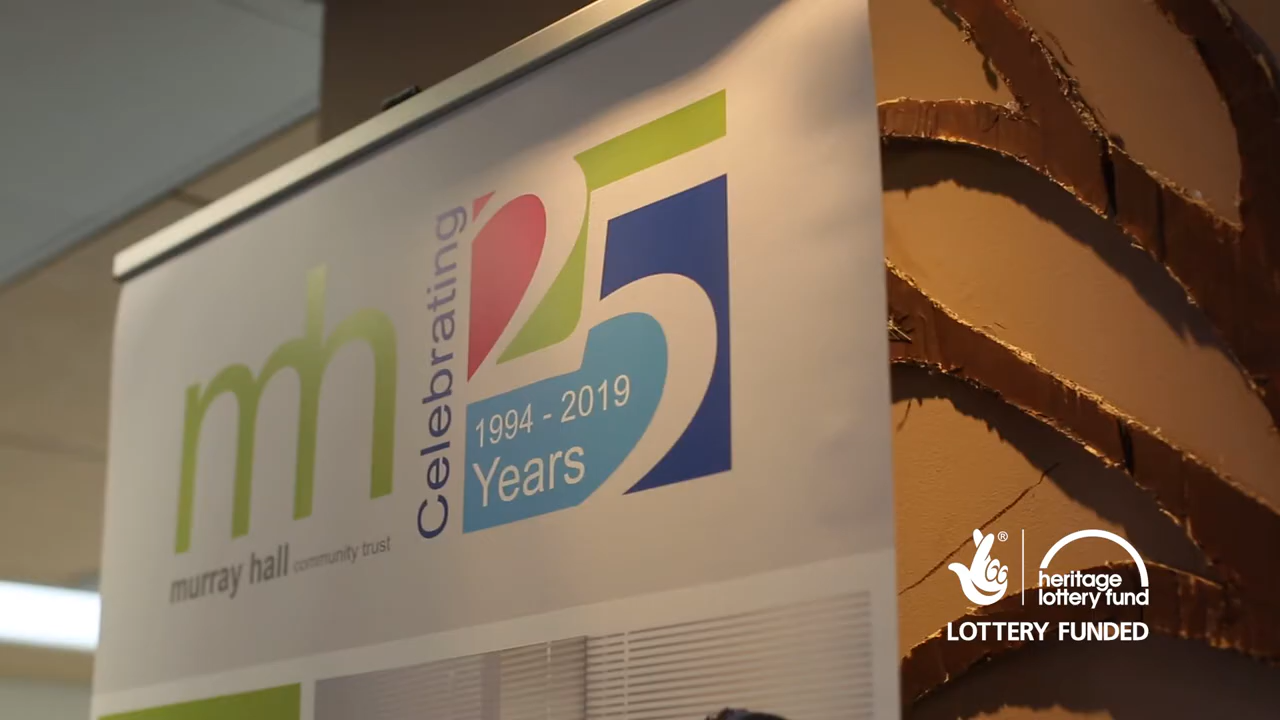 mh
murray hall community trust
Celebrating
25
1994 - 2019
Years
®
heritage
lottery fund
LOTTERY FUNDED